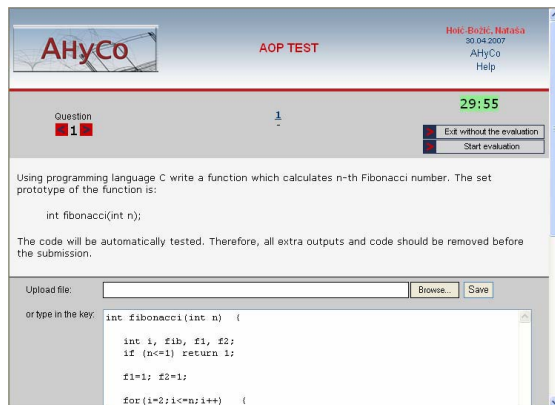 AHyCo
AOP TEST
Hoić-Božić, Nataša
30.04.2007
AHyCo
Help
Question
< 1 >
1
29:55
> Exit without the evaluation
> Start evaluation
Using programming language C write a function which calculates n-th Fibonacci number. The set
prototype of the function is:
int fibonacci(int n);
The code will be automatically tested. Therefore, all extra outputs and code should be removed before
the submission.
Upload file:
Browse...
Save
or type in the key:
int fibonacci(int n)  {
int i, fib, f1, f2;
if (n<=1) return 1;
f1=1; f2=1;
for(i=2;i<=n;i++)   {